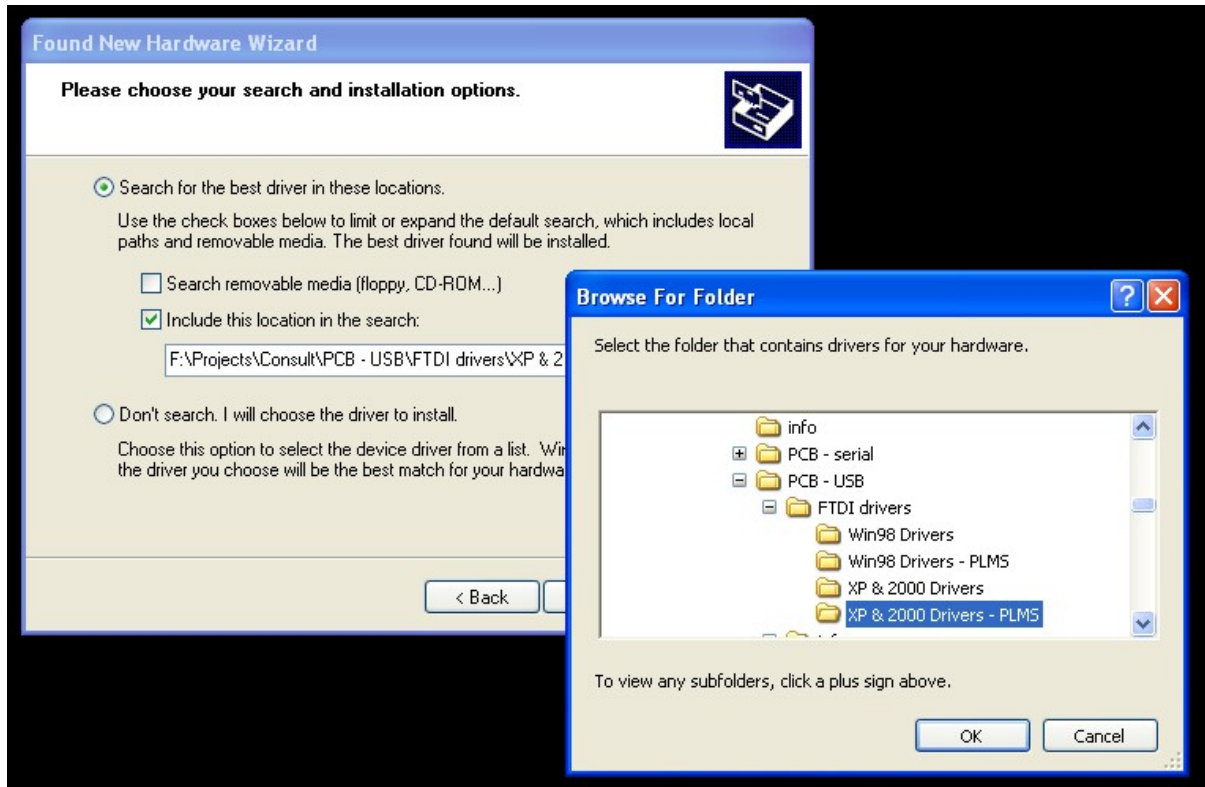 Found New Hardware Wizard
Please choose your search and installation options.
Search for the best driver in these locations.
Use the check boxes below to limit or expand the default search, which includes local
paths and removable media. The best driver found will be installed.
Search removable media (floppy, CD-ROM...)
Include this location in the search:
F:\Projects\Consult\PCB - USB\FTDI drivers\XP & 2
Don't search. I will choose the driver to install.
Choose this option to select the device driver from a list.
the driver you choose will be the best match for your
< Back
Browse For Folder
Select the folder that contains drivers for your hardware.
info
PCB - serial
PCB - USB
FTDI drivers
Win98 Drivers
Win98 Drivers - PLMS
XP & 2000 Drivers
XP & 2000 Drivers - PLMS
To view any subfolders, click a plus sign above.
OK
Cancel